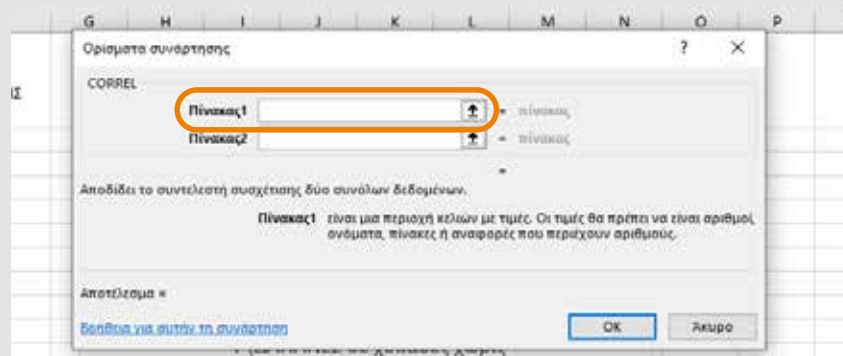 G H I J K L M N O P
Ορίσματα συνάρτησης ? ×
ΗΣ
CORREL
Πίνακας1 = πίνακας
Πίνακας2 = πίνακας
=
Αποδίδει το συντελεστή συσχέτισης δύο συνόλων δεδομένων.
Πίνακας1 είναι μια περιοχή κελιών με τιμές. Οι τιμές θα πρέπει να είναι αριθμοί,
ονόματα, πίνακες ή αναφορές που περιέχουν αριθμούς.
Αποτέλεσμα =
Βοήθεια για αυτήν τη συνάρτηση OK Άκυρο